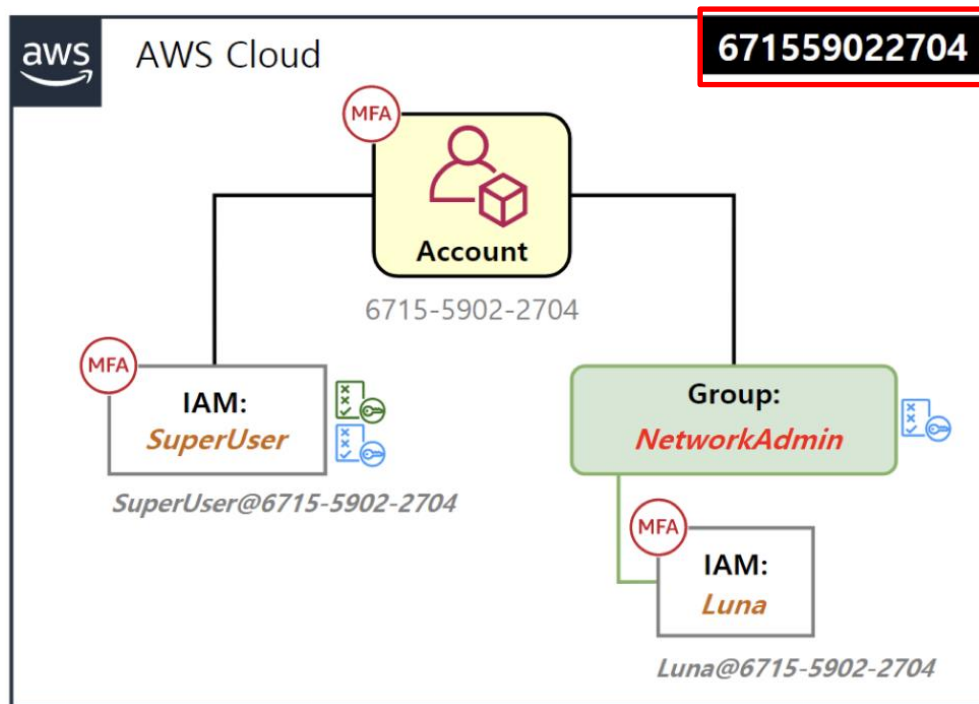 aws
AWS Cloud
671559022704
MFA
Account
6715-5902-2704
MFA
IAM:
SuperUser
SuperUser@6715-5902-2704
Group:
NetworkAdmin
MFA
IAM:
Luna
Luna@6715-5902-2704